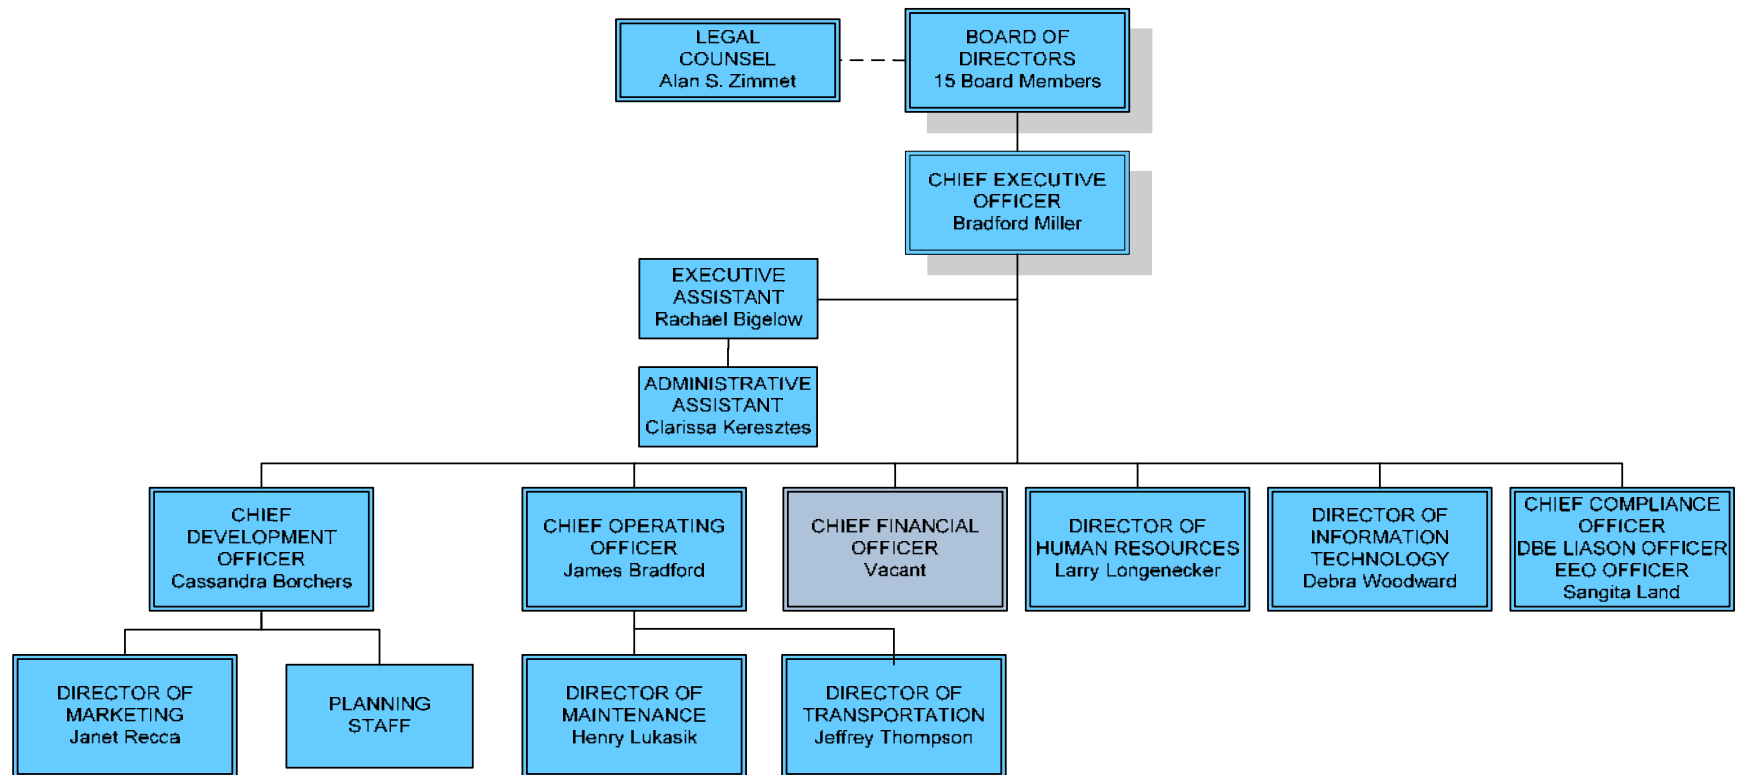 LEGAL
COUNSEL
Alan S. Zimmet
BOARD OF
DIRECTORS
15 Board Members
CHIEF EXECUTIVE
OFFICER
Bradford Miller
EXECUTIVE
ASSISTANT
Rachael Bigelow
ADMINISTRATIVE
ASSISTANT
Clarissa Keresztes
CHIEF
DEVELOPMENT
OFFICER
Cassandra Borchers
CHIEF OPERATING
OFFICER
James Bradford
CHIEF FINANCIAL
OFFICER
Vacant
DIRECTOR OF
HUMAN RESOURCES
Larry Longenecker
DIRECTOR OF
INFORMATION
TECHNOLOGY
Debra Woodward
CHIEF COMPLIANCE
OFFICER
DBE LIASON OFFICER
EEO OFFICER
Sangita Land
DIRECTOR OF
MARKETING
Janet Recca
PLANNING
STAFF
DIRECTOR OF
MAINTENANCE
Henry Lukasik
DIRECTOR OF
TRANSPORTATION
Jeffrey Thompson